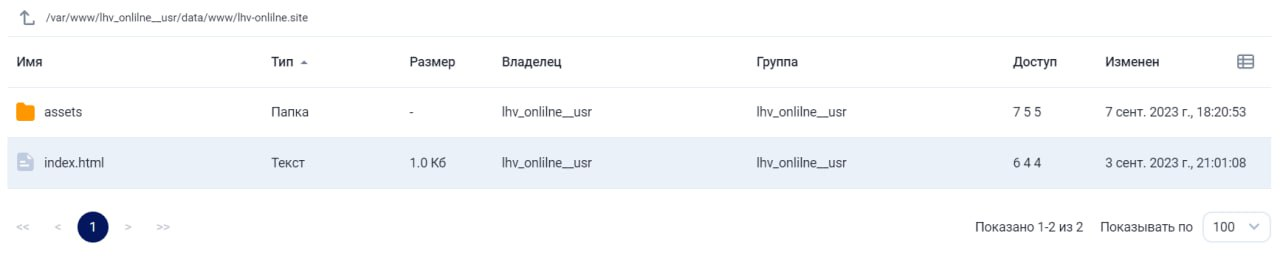 /var/www/lhv_onlilne__usr/data/www/lhv-onlilne.site
Имя Тип Размер Владелец Группа Доступ Изменен
assets Папка - lhv_onlilne__usr lhv_onlilne__usr 7 5 5 7 сент. 2023 г., 18:20:53
index.html Текст 1.0 Кб lhv_onlilne__usr lhv_onlilne__usr 6 4 4 3 сент. 2023 г., 21:01:08
<< < 1 > >> Показано 1-2 из 2 Показывать по 100